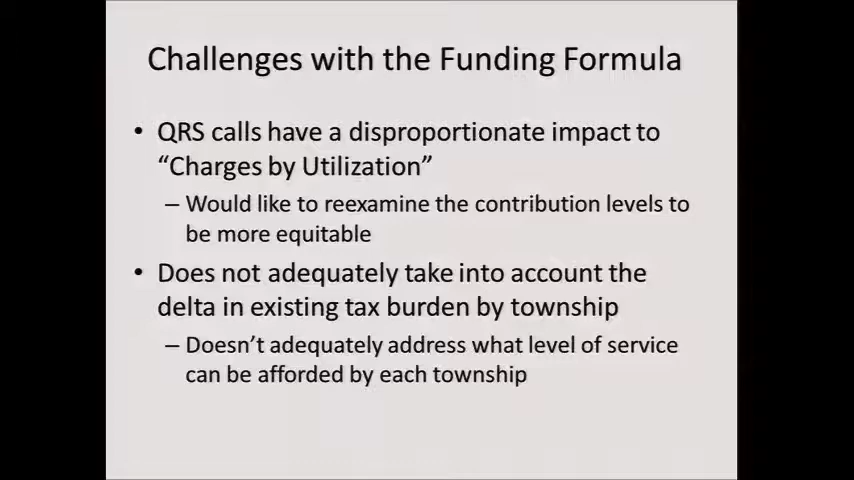 Challenges with the Funding Formula
• QRS calls have a disproportionate impact to
“Charges by Utilization”
– Would like to reexamine the contribution levels to
be more equitable
• Does not adequately take into account the
delta in existing tax burden by township
– Doesn’t adequately address what level of service
can be afforded by each township